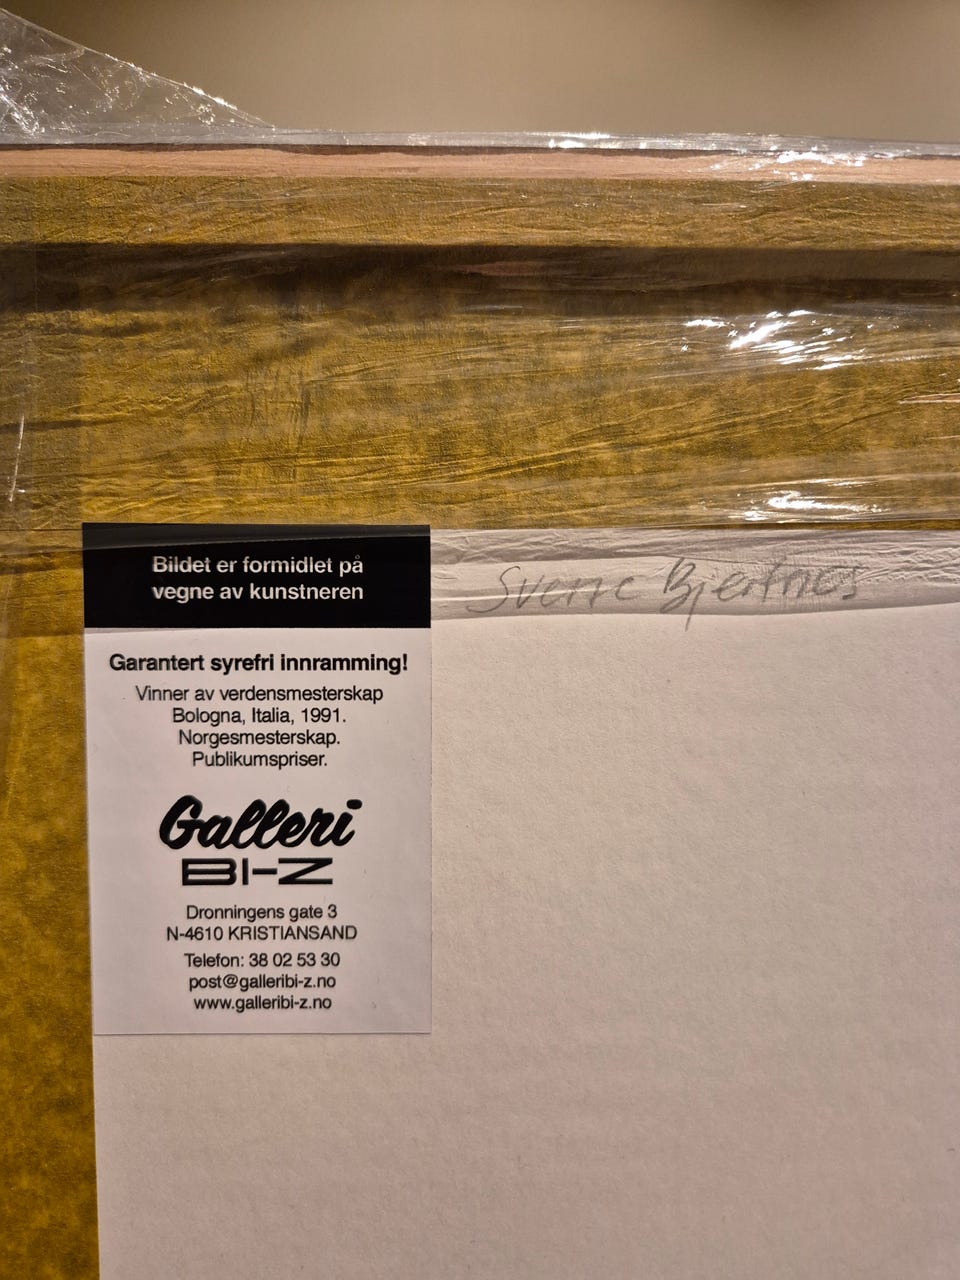 Bildet er formidlet på
vegne av kunstneren
Sverre Bjertnes
Garantert syrefri innramming!
Vinner av verdensmesterskap
Bologna, Italia, 1991.
Norgesmesterskap.
Publikumspriser.
Galleri
BI-Z
Dronningens gate 3
N-4610 KRISTIANSAND
Telefon: 38 02 53 30
post@galleribi-z.no
www.galleribi-z.no